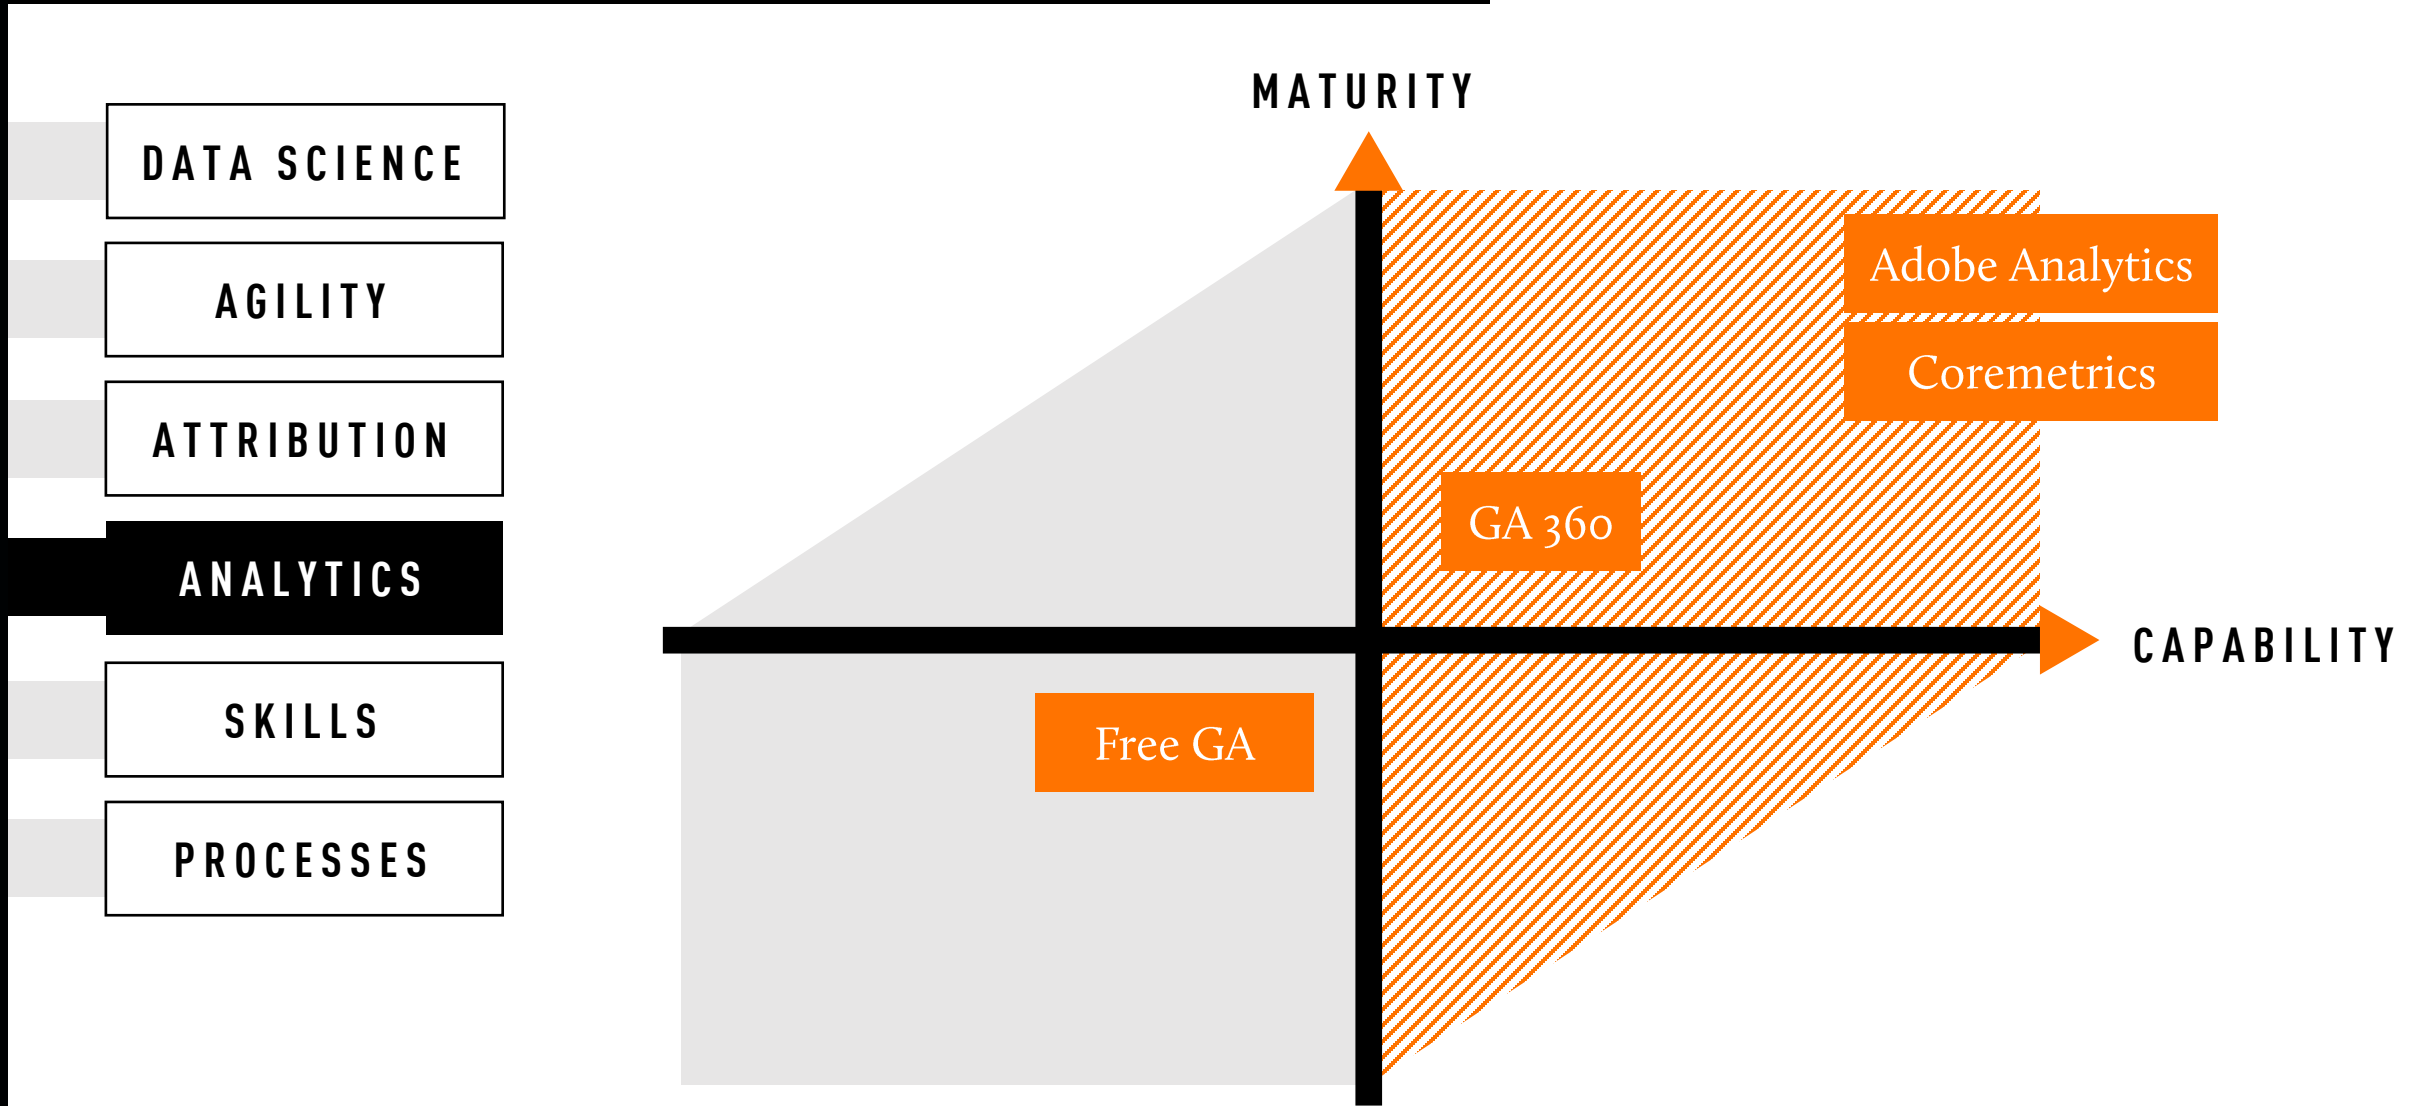 DATA SCIENCE
AGILITY
ATTRIBUTION
ANALYTICS
SKILLS
PROCESSES
MATURITY
Adobe Analytics
Coremetrics
GA 360
CAPABILITY
Free GA